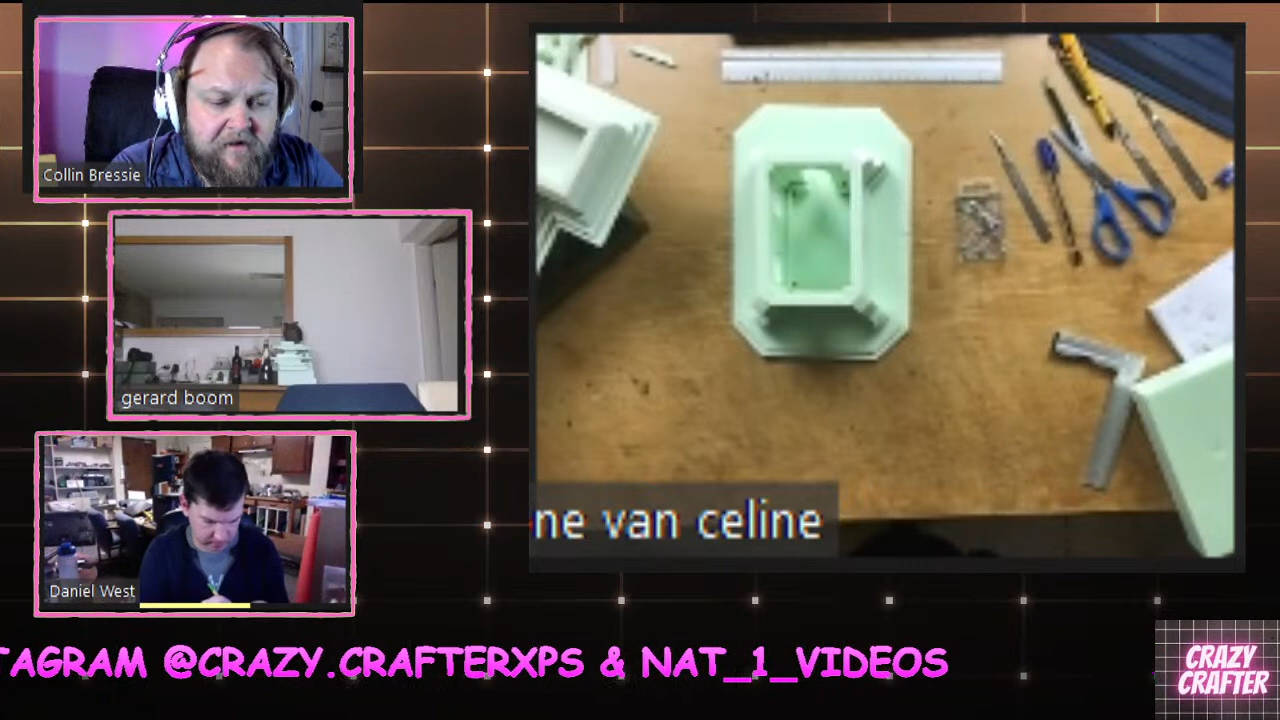 Collin Bressie
gerard boom
ne van celine
Daniel West
TAGRAM @CRAZY.CRAFTERXPS & NAT_1_VIDEOS
CRAZY
CRAFTER